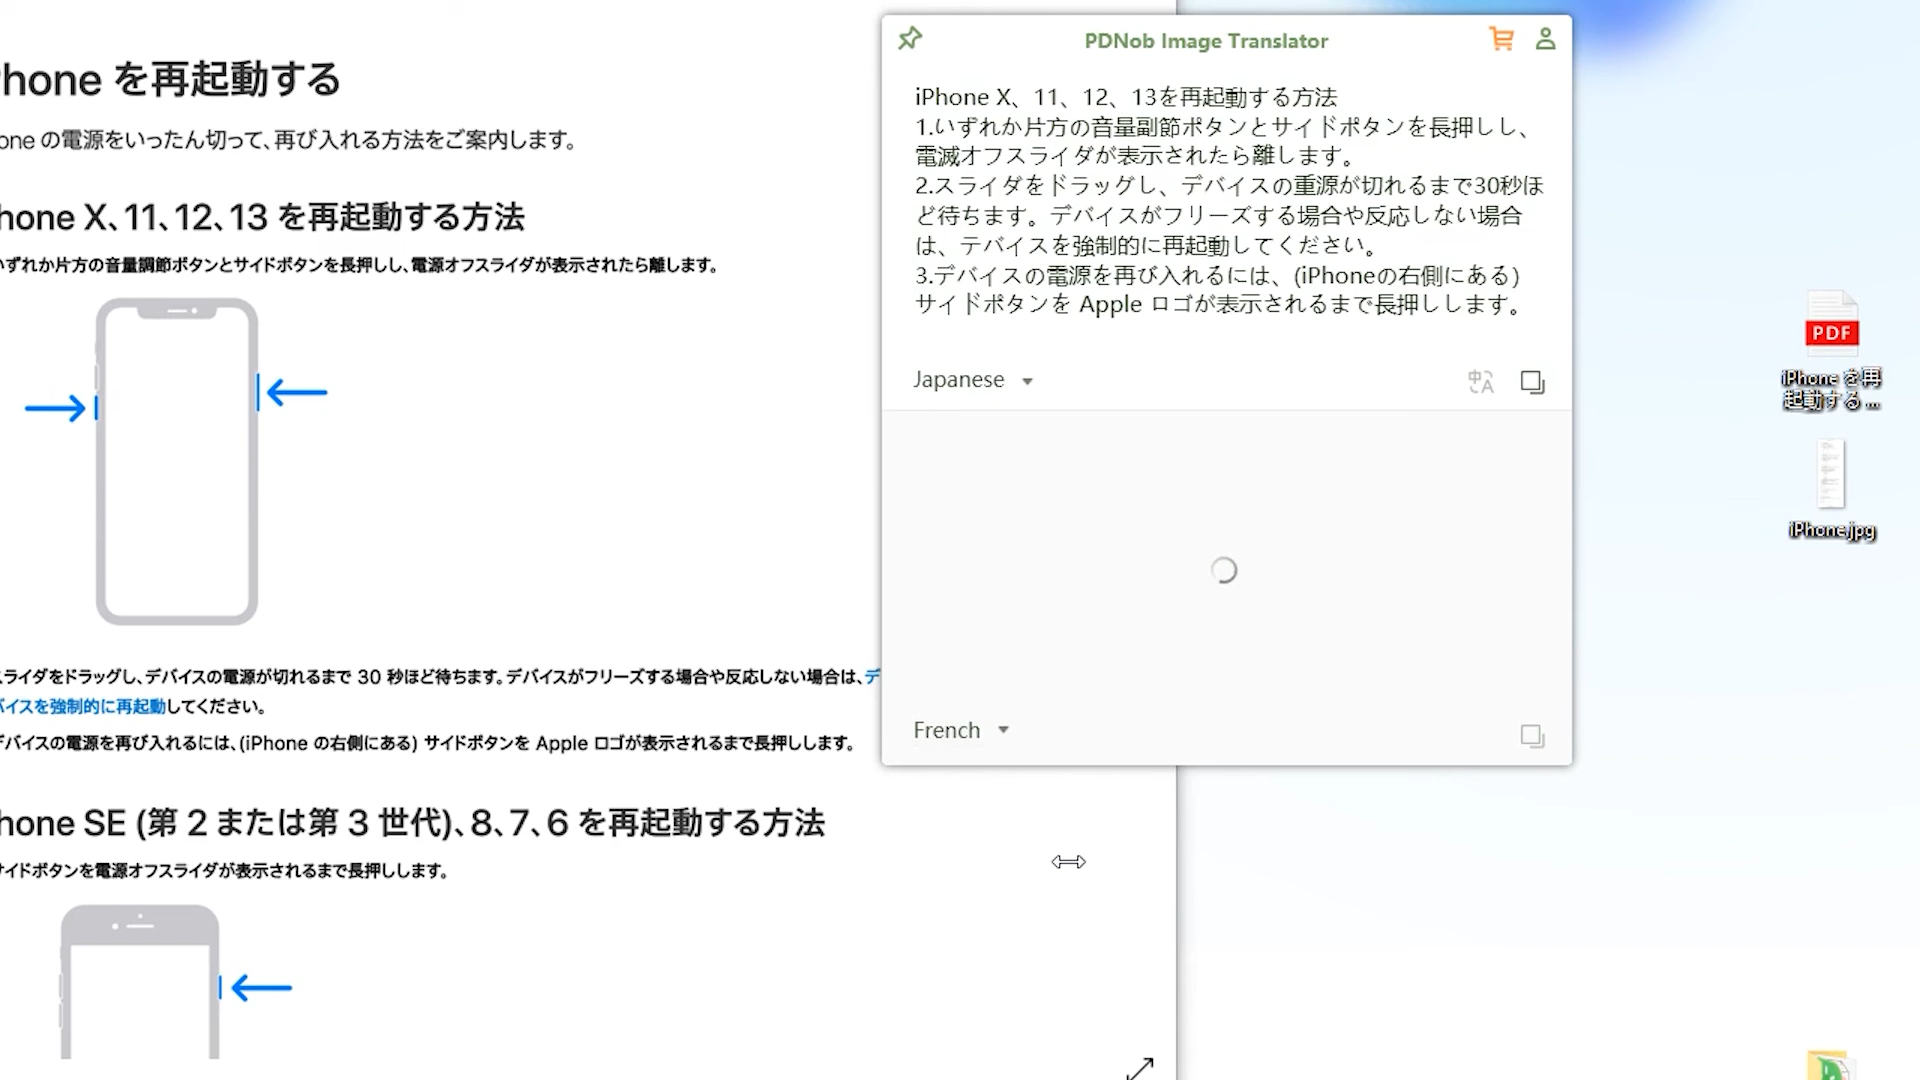 hone を再起動する
one の電源をいったん切って、再び入れる方法をご案内します。
hone X、11、12、13 を再起動する方法
いずれか片方の音量調節ボタンとサイドボタンを長押しし、電源オフスライダが表示されたら離します。
スライダをドラッグし、デバイスの電源が切れるまで 30 秒ほど待ちます。デバイスがフリーズする場合や反応しない場合は、デ
バイスを強制的に再起動してください。
デバイスの電源を再び入れるには、(iPhone の右側にある) サイドボタンを Apple ロゴが表示されるまで長押しします。
hone SE (第 2 または第 3 世代)、8、7、6 を再起動する方法
サイドボタンを電源オフスライダが表示されるまで長押しします。
PDNob Image Translator
iPhone X、11、12、13を再起動する方法
1.いずれか片方の音量副節ポタンとサイドポタンを長押しし、
電滅オフスライダが表示されたら離します。
2.スライダをドラッグし、デバイスの重源が切れるまで30秒ほ
ど待ちます。デバイスがフリーズする場合や反応しない場合
は、テバイスを強制的に再起動してください。
3.デバイスの電源を再び入れるには、(iPhoneの右側にある)
サイドポタンを Apple ロゴが表示されるまで長押しします。
Japanese
French
PDF
iPhone を再
起動する ...
iPhone.jpg